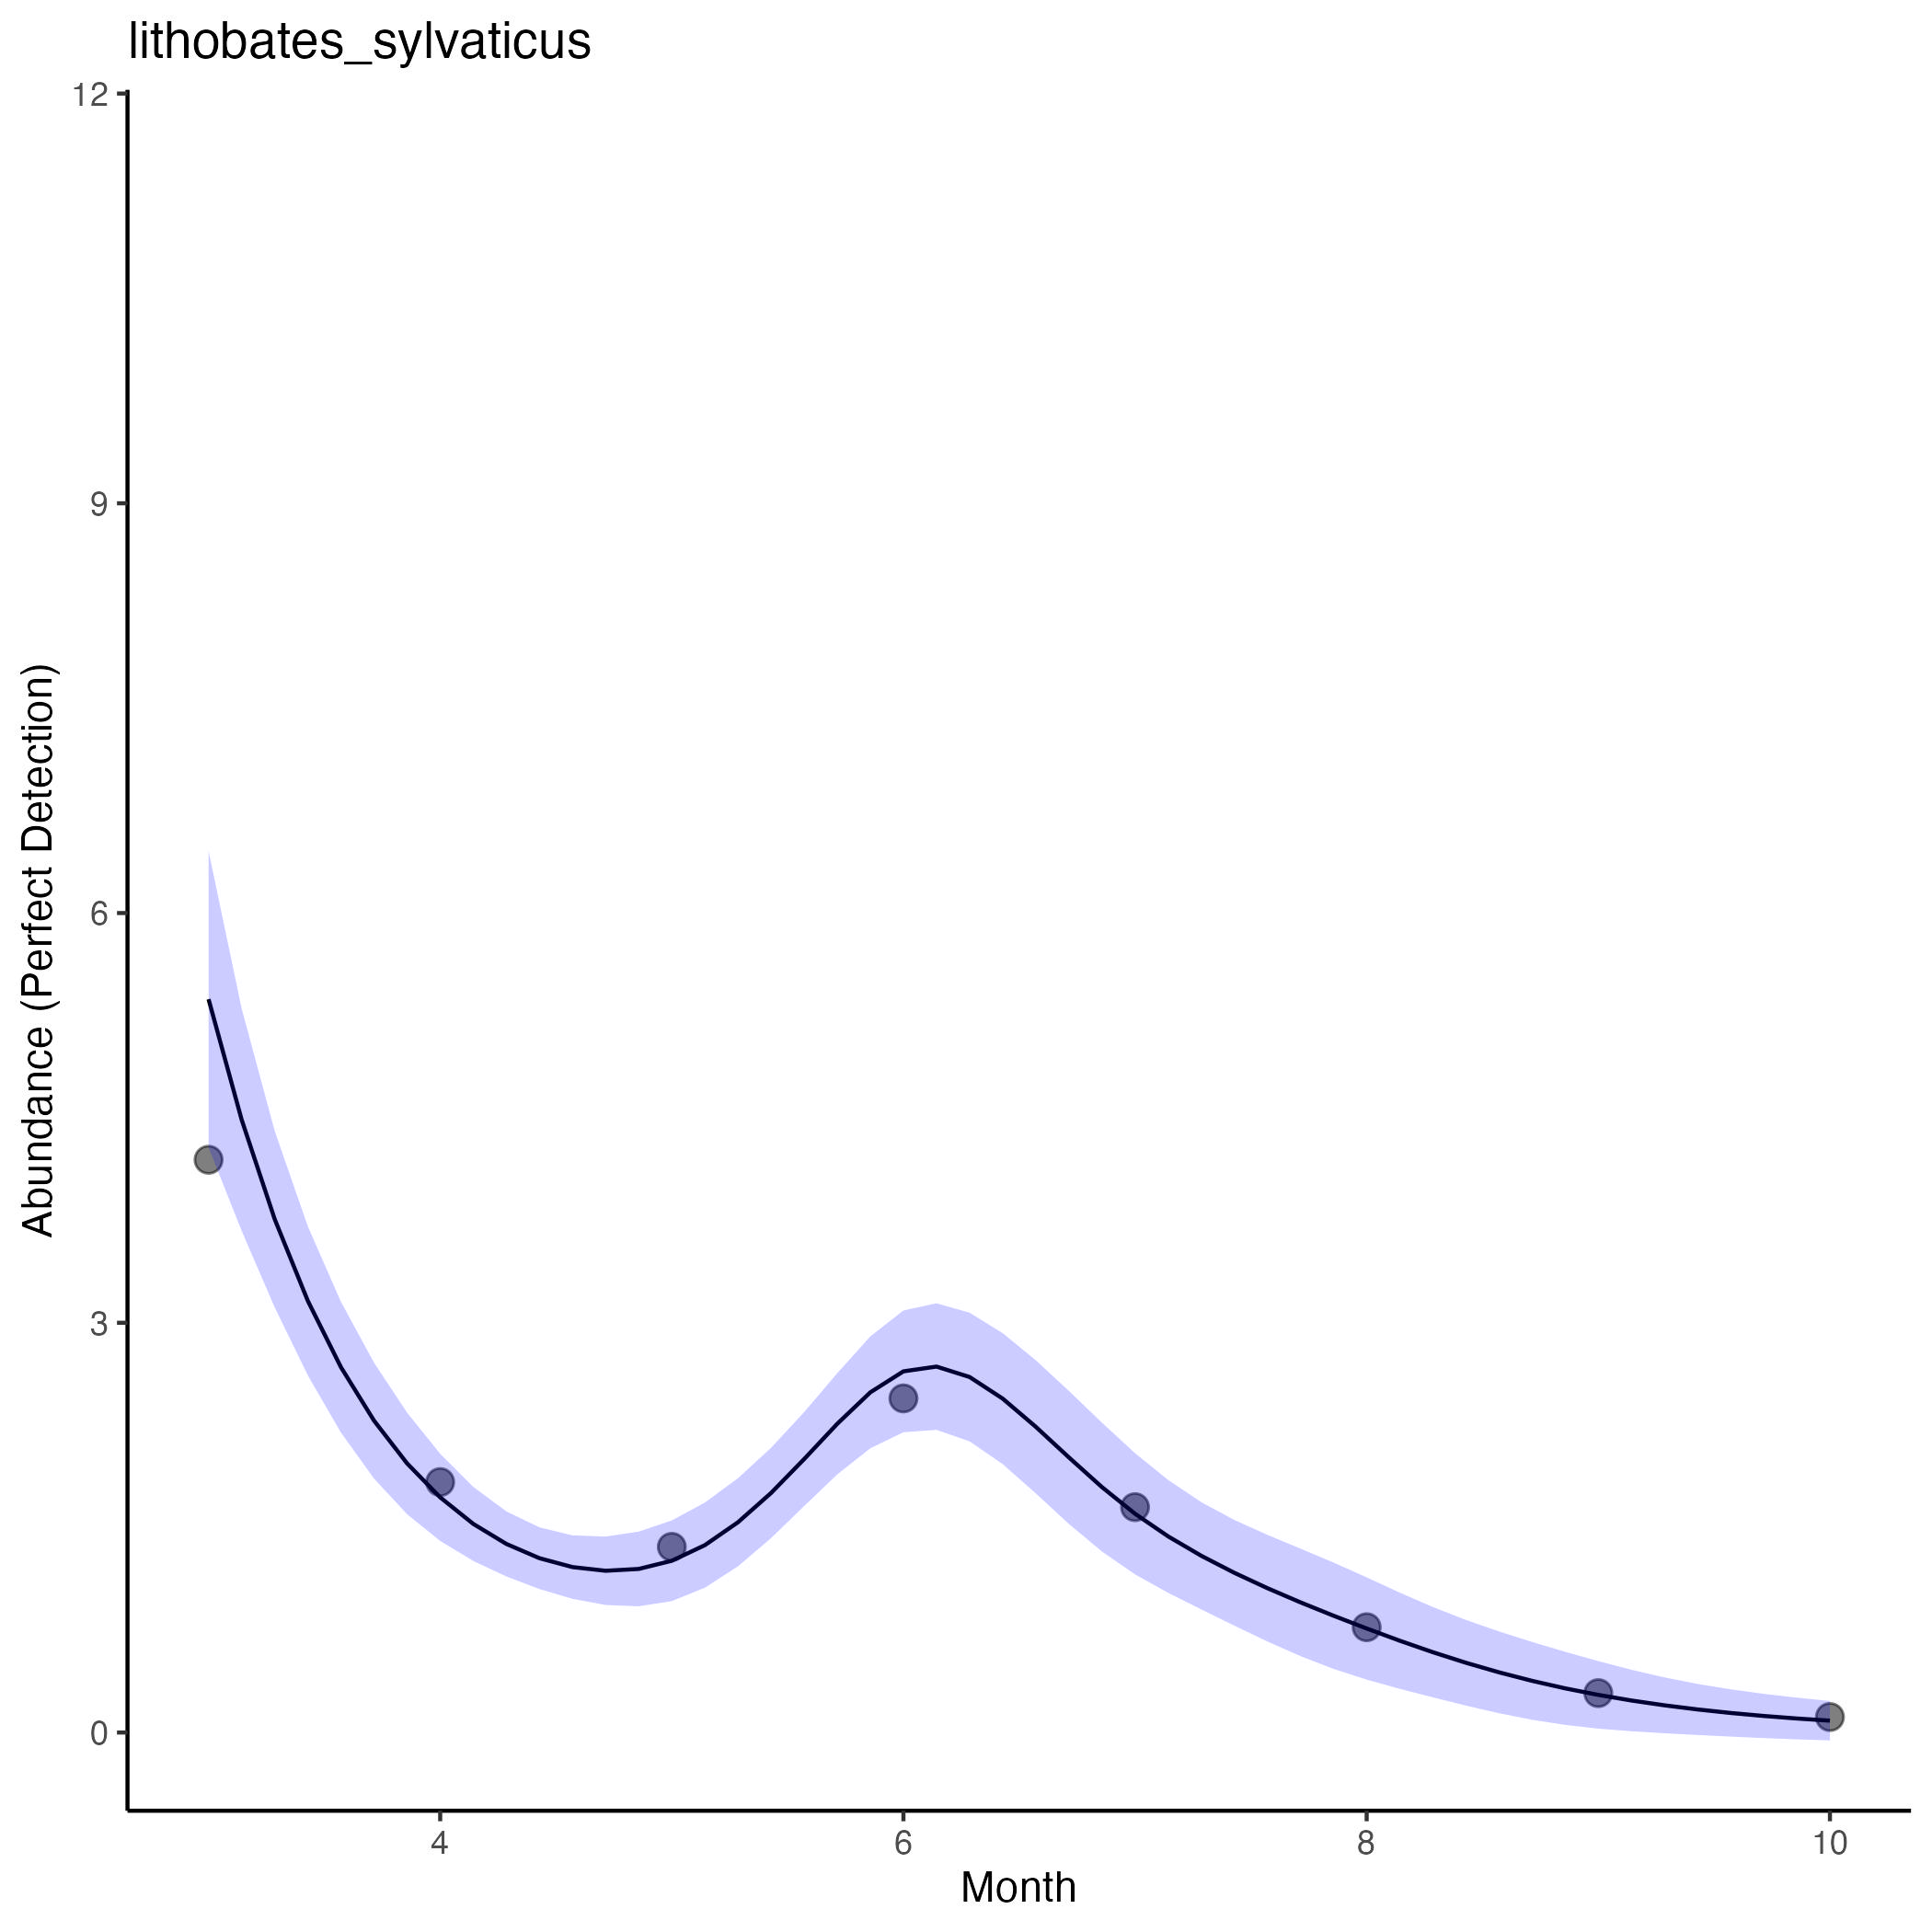 lithobates_sylvaticus
12
9
6
3
0
Abundance (Perfect Detection)
4 6 8 10
Month